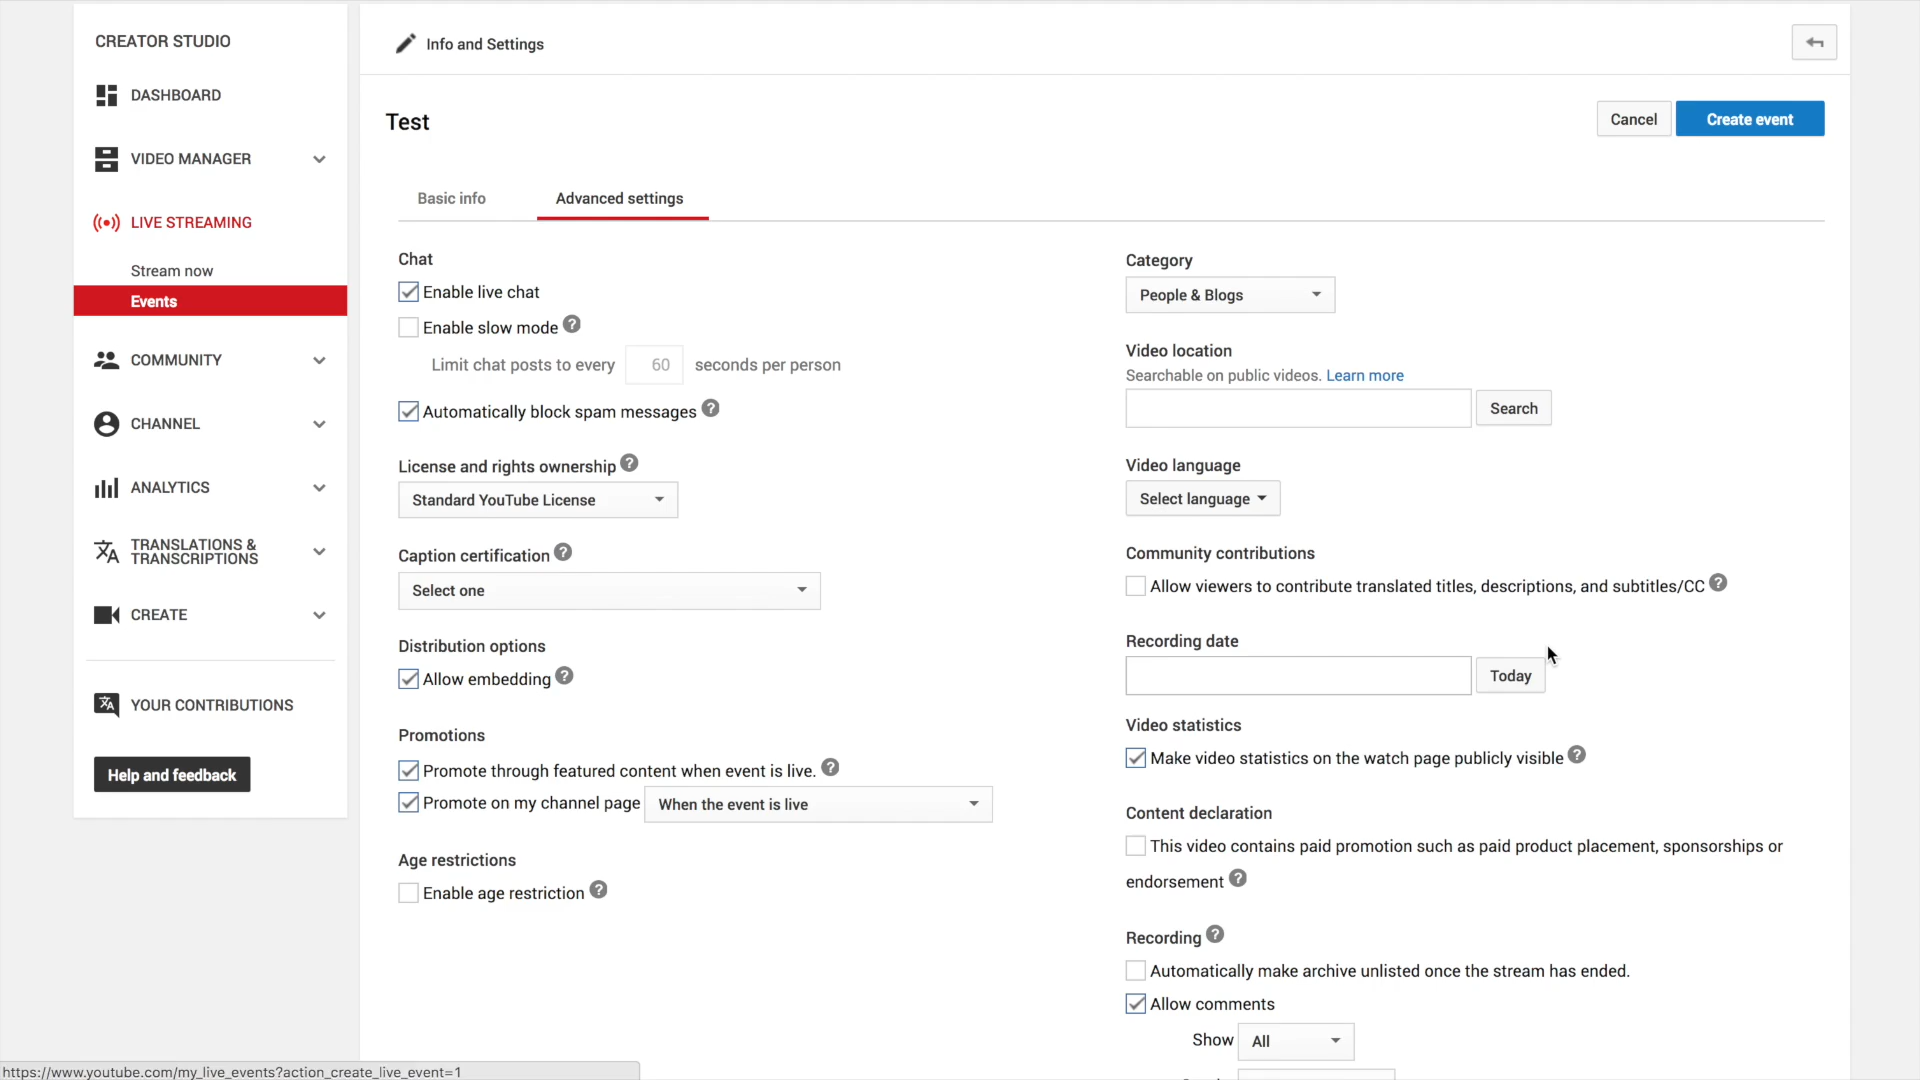 CREATOR STUDIO
DASHBOARD
VIDEO MANAGER
LIVE STREAMING
Stream now
Events
COMMUNITY
CHANNEL
ANALYTICS
TRANSLATIONS &
TRANSCRIPTIONS
CREATE
YOUR CONTRIBUTIONS
Help and feedback
Info and Settings
Test
Cancel
Create event
Basic info
Advanced settings
Chat
Enable live chat
Enable slow mode ?
Limit chat posts to every 60 seconds per person
Automatically block spam messages ?
License and rights ownership ?
Standard YouTube License
Caption certification ?
Select one
Distribution options
Allow embedding ?
Promotions
Promote through featured content when event is live. ?
Promote on my channel page When the event is live
Age restrictions
Enable age restriction ?
Category
People & Blogs
Video location
Searchable on public videos. Learn more
Search
Video language
Select language
Community contributions
Allow viewers to contribute translated titles, descriptions, and subtitles/CC ?
Recording date
Today
Video statistics
Make video statistics on the watch page publicly visible ?
Content declaration
This video contains paid promotion such as paid product placement, sponsorships or
endorsement ?
Recording ?
Automatically make archive unlisted once the stream has ended.
Allow comments
Show All
https://www.youtube.com/my_live_events?action_create_live_event=1